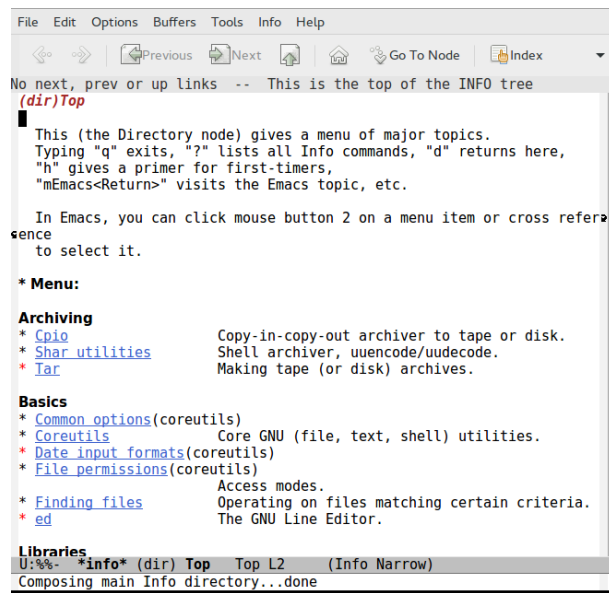 File Edit Options Buffers Tools Info Help
Previous Next Go To Node Index
No next, prev or up links -- This is the top of the INFO tree
(dir)Top
This (the Directory node) gives a menu of major topics.
Typing "q" exits, "?" lists all Info commands, "d" returns here,
"h" gives a primer for first-timers,
"mEmacs<Return>" visits the Emacs topic, etc.
In Emacs, you can click mouse button 2 on a menu item or cross refer
ence
to select it.
* Menu:
Archiving
* Cpio Copy-in-copy-out archiver to tape or disk.
* Shar utilities Shell archiver, uuencode/uudecode.
* Tar Making tape (or disk) archives.
Basics
* Common options(coreutils)
* Coreutils Core GNU (file, text, shell) utilities.
* Date input formats(coreutils)
* File permissions(coreutils)
Access modes.
* Finding files Operating on files matching certain criteria.
* ed The GNU Line Editor.
Libraries
U:%%- *info* (dir) Top Top L2 (Info Narrow)
Composing main Info directory...done